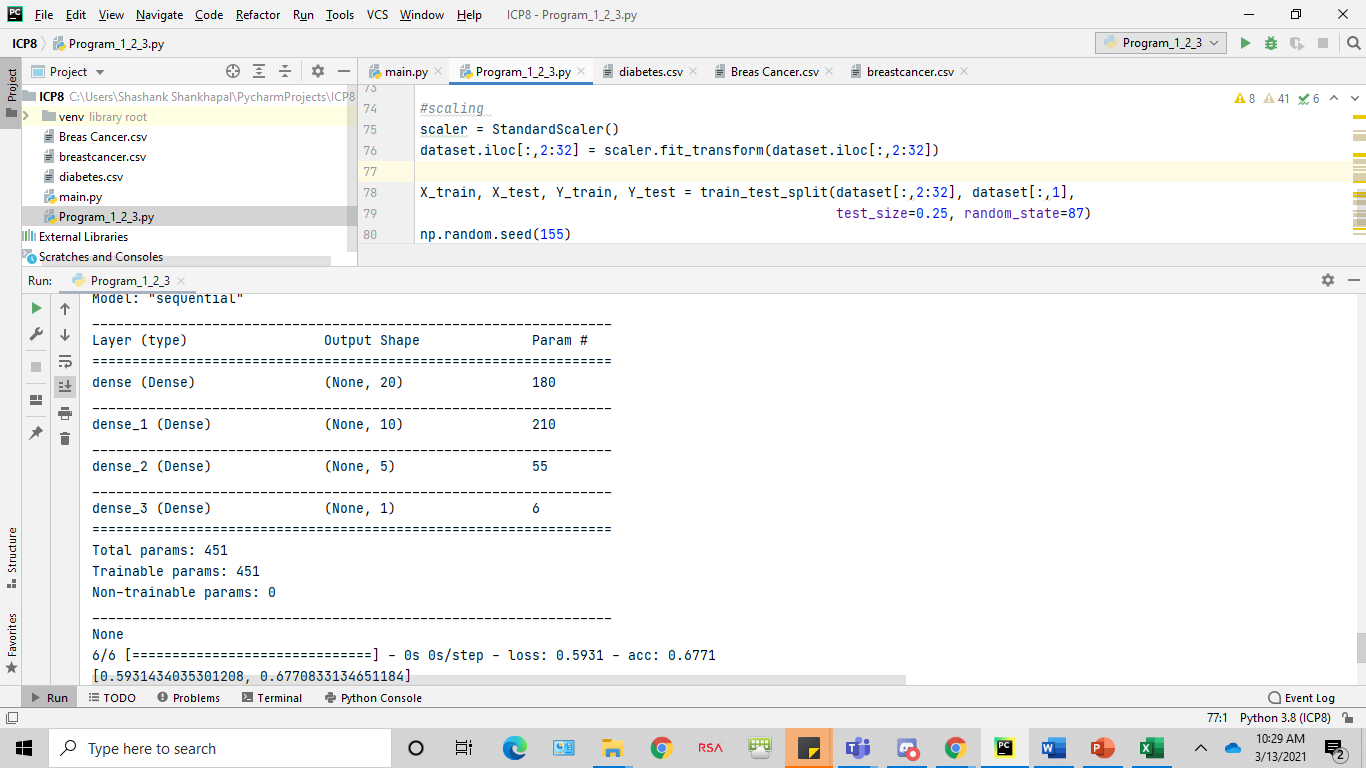 PC File Edit View Navigate Code Refactor Run Tools VCS Window Help ICP8 - Program_1_2_3.py
ICP8 Program_1_2_3.py Program_1_2_3
Project
Project
main.py Program_1_2_3.py diabetes.csv Breas Cancer.csv breastcancer.csv
ICP8 C:\Users\Shashank Shankhapal\PycharmProjects\ICP8
venv library root
Breas Cancer.csv
breastcancer.csv
diabetes.csv
main.py
Program_1_2_3.py
External Libraries
Scratches and Consoles
8 41 6
73
74 #scaling
75 scaler = StandardScaler()
76 dataset.iloc[:,2:32] = scaler.fit_transform(dataset.iloc[:,2:32])
77
78 X_train, X_test, Y_train, Y_test = train_test_split(dataset[:,2:32], dataset[:,1],
79 test_size=0.25, random_state=87)
80 np.random.seed(155)
Run: Program_1_2_3
Model: "sequential"
_________________________________________________________________
Layer (type) Output Shape Param #
=================================================================
dense (Dense) (None, 20) 180
_________________________________________________________________
dense_1 (Dense) (None, 10) 210
_________________________________________________________________
dense_2 (Dense) (None, 5) 55
_________________________________________________________________
dense_3 (Dense) (None, 1) 6
=================================================================
Total params: 451
Trainable params: 451
Non-trainable params: 0
_________________________________________________________________
None
6/6 [==============================] - 0s 0s/step - loss: 0.5931 - acc: 0.6771
[0.5931434035301208, 0.6770833134651184]
Structure
Favorites
Run TODO Problems Terminal Python Console Event Log
77:1 Python 3.8 (ICP8)
Type here to search
RSA
PC
10:29 AM
3/13/2021
2